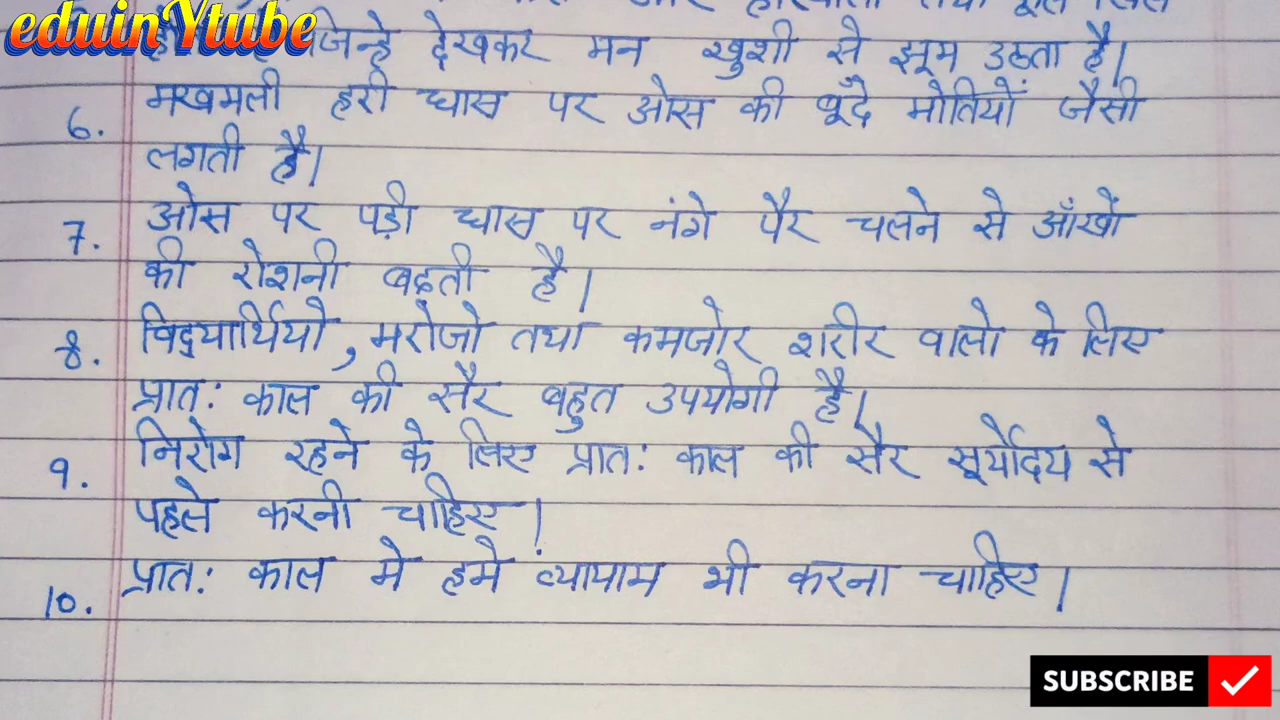 eduinYtube
जिन्हे देखकर मन खुशी से झूम उठता है।
6. मखमली हरी घास पर ओस की बूँदे मोतियों जैसी
लगती है।
7. ओस पर पड़ी घास पर नंगे पैर चलने से आँखों
की रोशनी बढ़ती है।
8. विद्यार्थियो, मरोजो तथा कमजोर शरीर वालो के लिए
प्रात: काल की सैर बहुत उपयोगी है।
9. निरोग रहने के लिए प्रात: काल की सैर सूर्योदय से
पहले करनी चाहिए।
10. प्रात: काल मे हमे व्यायाम भी करना चाहिए।
SUBSCRIBE